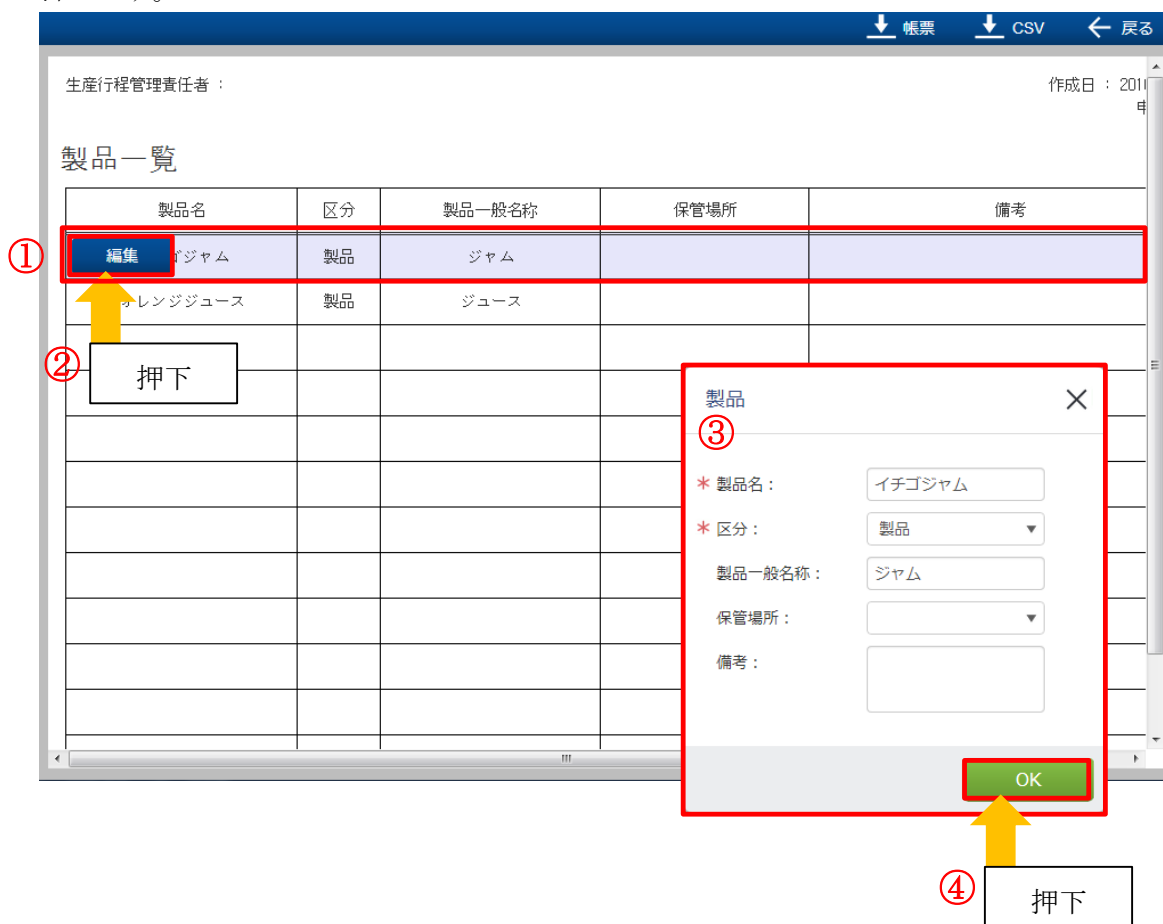 帳票 CSV 戻る
生産行程管理責任者： 作成日：201
製品一覧
製品名 区分 製品一般名称 保管場所 備考
① 編集 ゴジャム 製品 ジャム
オレンジジュース 製品 ジュース
② 押下
製品
③
＊ 製品名： イチゴジャム
＊ 区分： 製品
製品一般名称： ジャム
保管場所：
備考：
OK
④ 押下